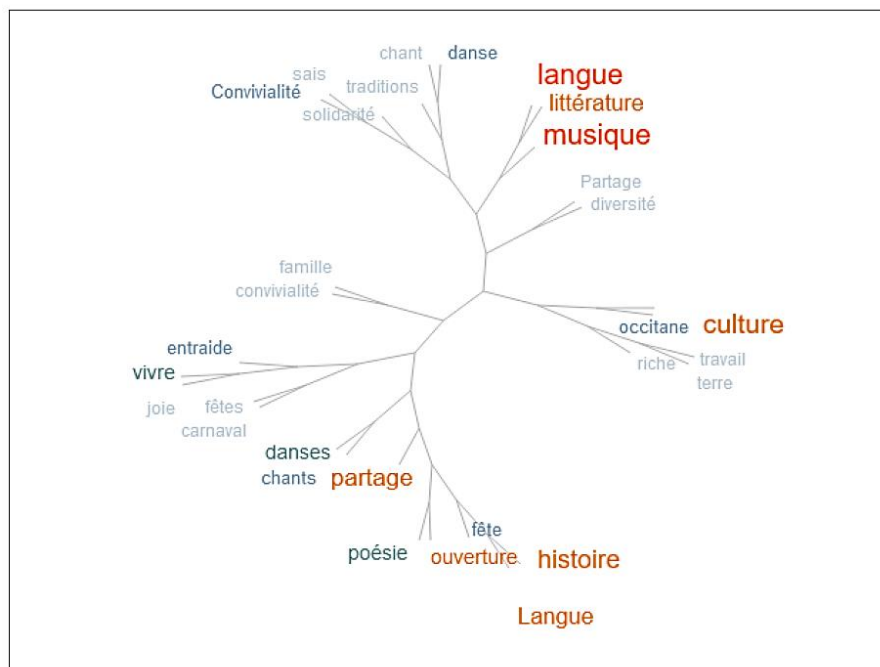 chant
danse
sais
langue
Convivialité
traditions
littérature
solidarité
musique
Partage
diversité
famille
convivialité
occitane
culture
entraide
riche
travail
vivre
terre
joie
fêtes
carnaval
danses
chants
partage
fête
poésie
ouverture
histoire
Langue